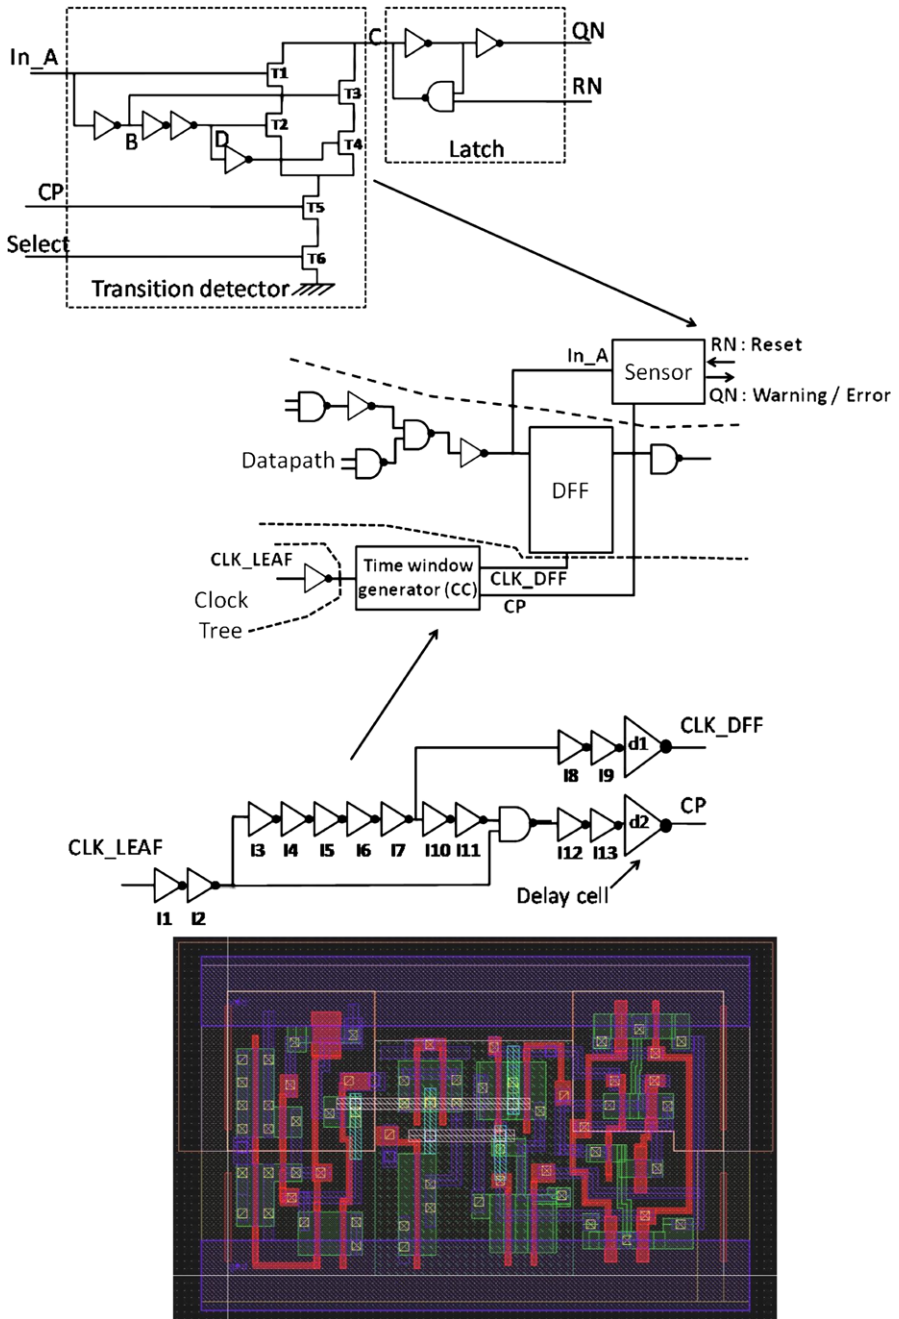 C
QN
In_A
T1
T3
RN
B
D
T2
T4
Latch
CP
T5
Select
T6
Transition detector
In_A
Sensor
RN : Reset
QN: Warning / Error
Datapath
DFF
CLK_LEAF
Time window
generator (CC)
CLK_DFF
CP
Clock
Tree
CLK_DFF
d1
I8 I9
CP
d2
I3 I4 I5 I6 I7 I10 I11
I12 I13
CLK_LEAF
I1 I2
Delay cell